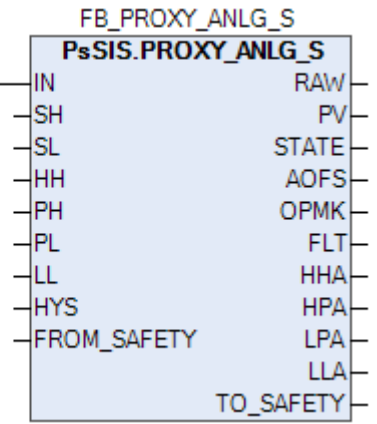 FB_PROXY_ANLG_S
PsSIS.PROXY_ANLG_S
IN RAW
SH PV
SL STATE
HH AOFS
PH OPMK
PL FLT
LL HHA
HYS HPA
FROM_SAFETY LPA
LLA
TO_SAFETY